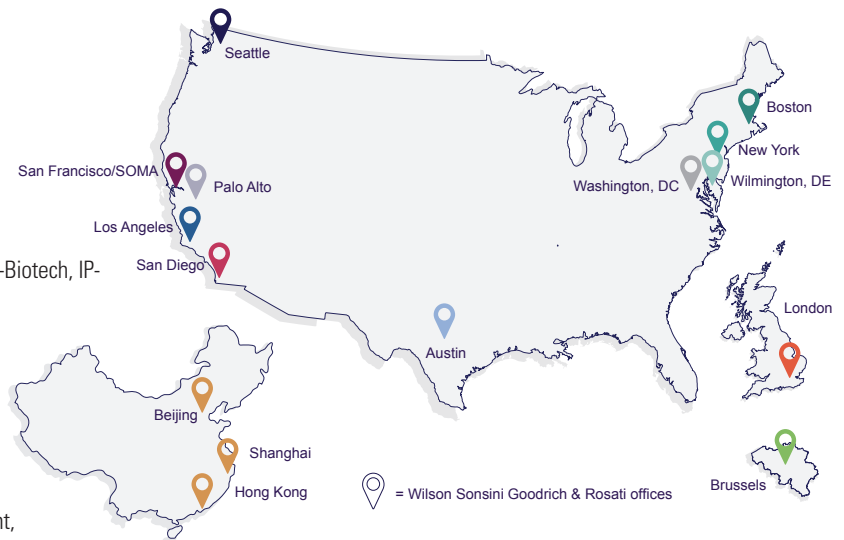 Seattle
Boston
New York
San Francisco/SOMA
Palo Alto
Washington, DC
Wilmington, DE
Los Angeles
San Diego
-Biotech, IP-
London
Austin
Beijing
Shanghai
Hong Kong
Brussels
= Wilson Sonsini Goodrich & Rosati offices
nt,